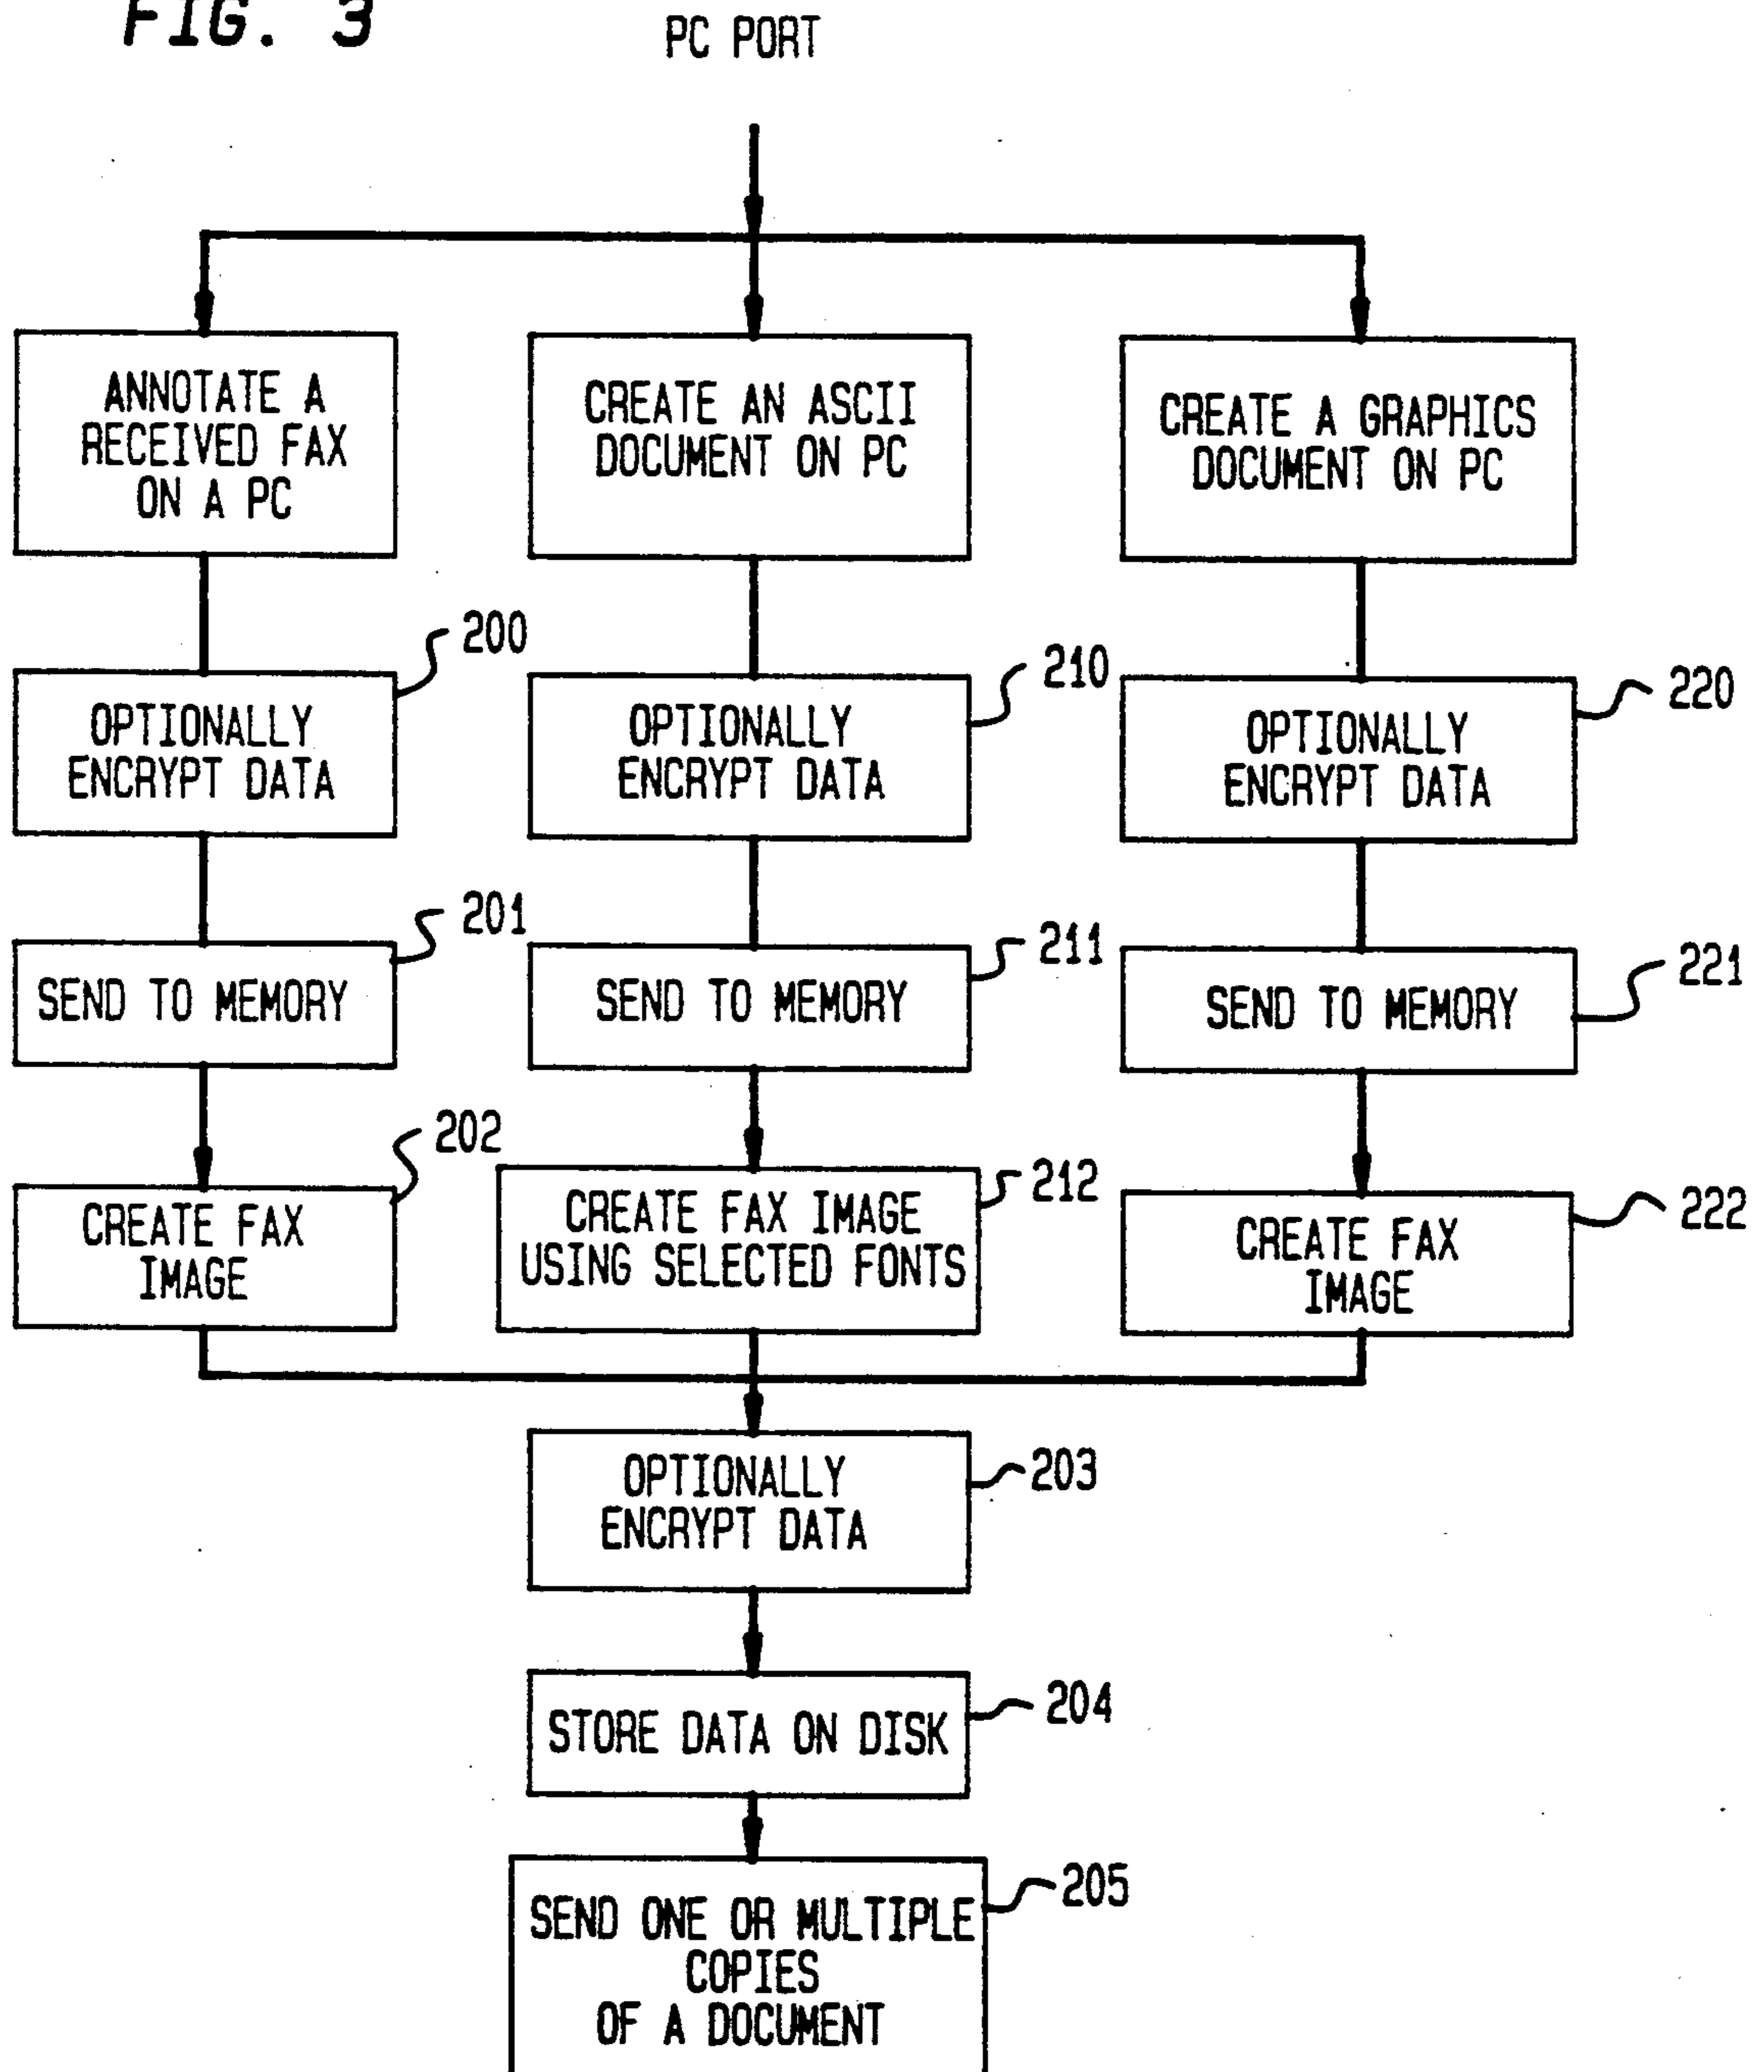 FIG. 3
PC PORT
ANNOTATE A
RECEIVED FAX
ON A PC
CREATE AN ASCII
DOCUMENT ON PC
CREATE A GRAPHICS
DOCUMENT ON PC
200
OPTIONALLY
ENCRYPT DATA
210
OPTIONALLY
ENCRYPT DATA
220
OPTIONALLY
ENCRYPT DATA
201
SEND TO MEMORY
211
SEND TO MEMORY
221
SEND TO MEMORY
202
CREATE FAX
IMAGE
212
CREATE FAX IMAGE
USING SELECTED FONTS
222
CREATE FAX
IMAGE
203
OPTIONALLY
ENCRYPT DATA
204
STORE DATA ON DISK
205
SEND ONE OR MULTIPLE
COPIES
OF A DOCUMENT